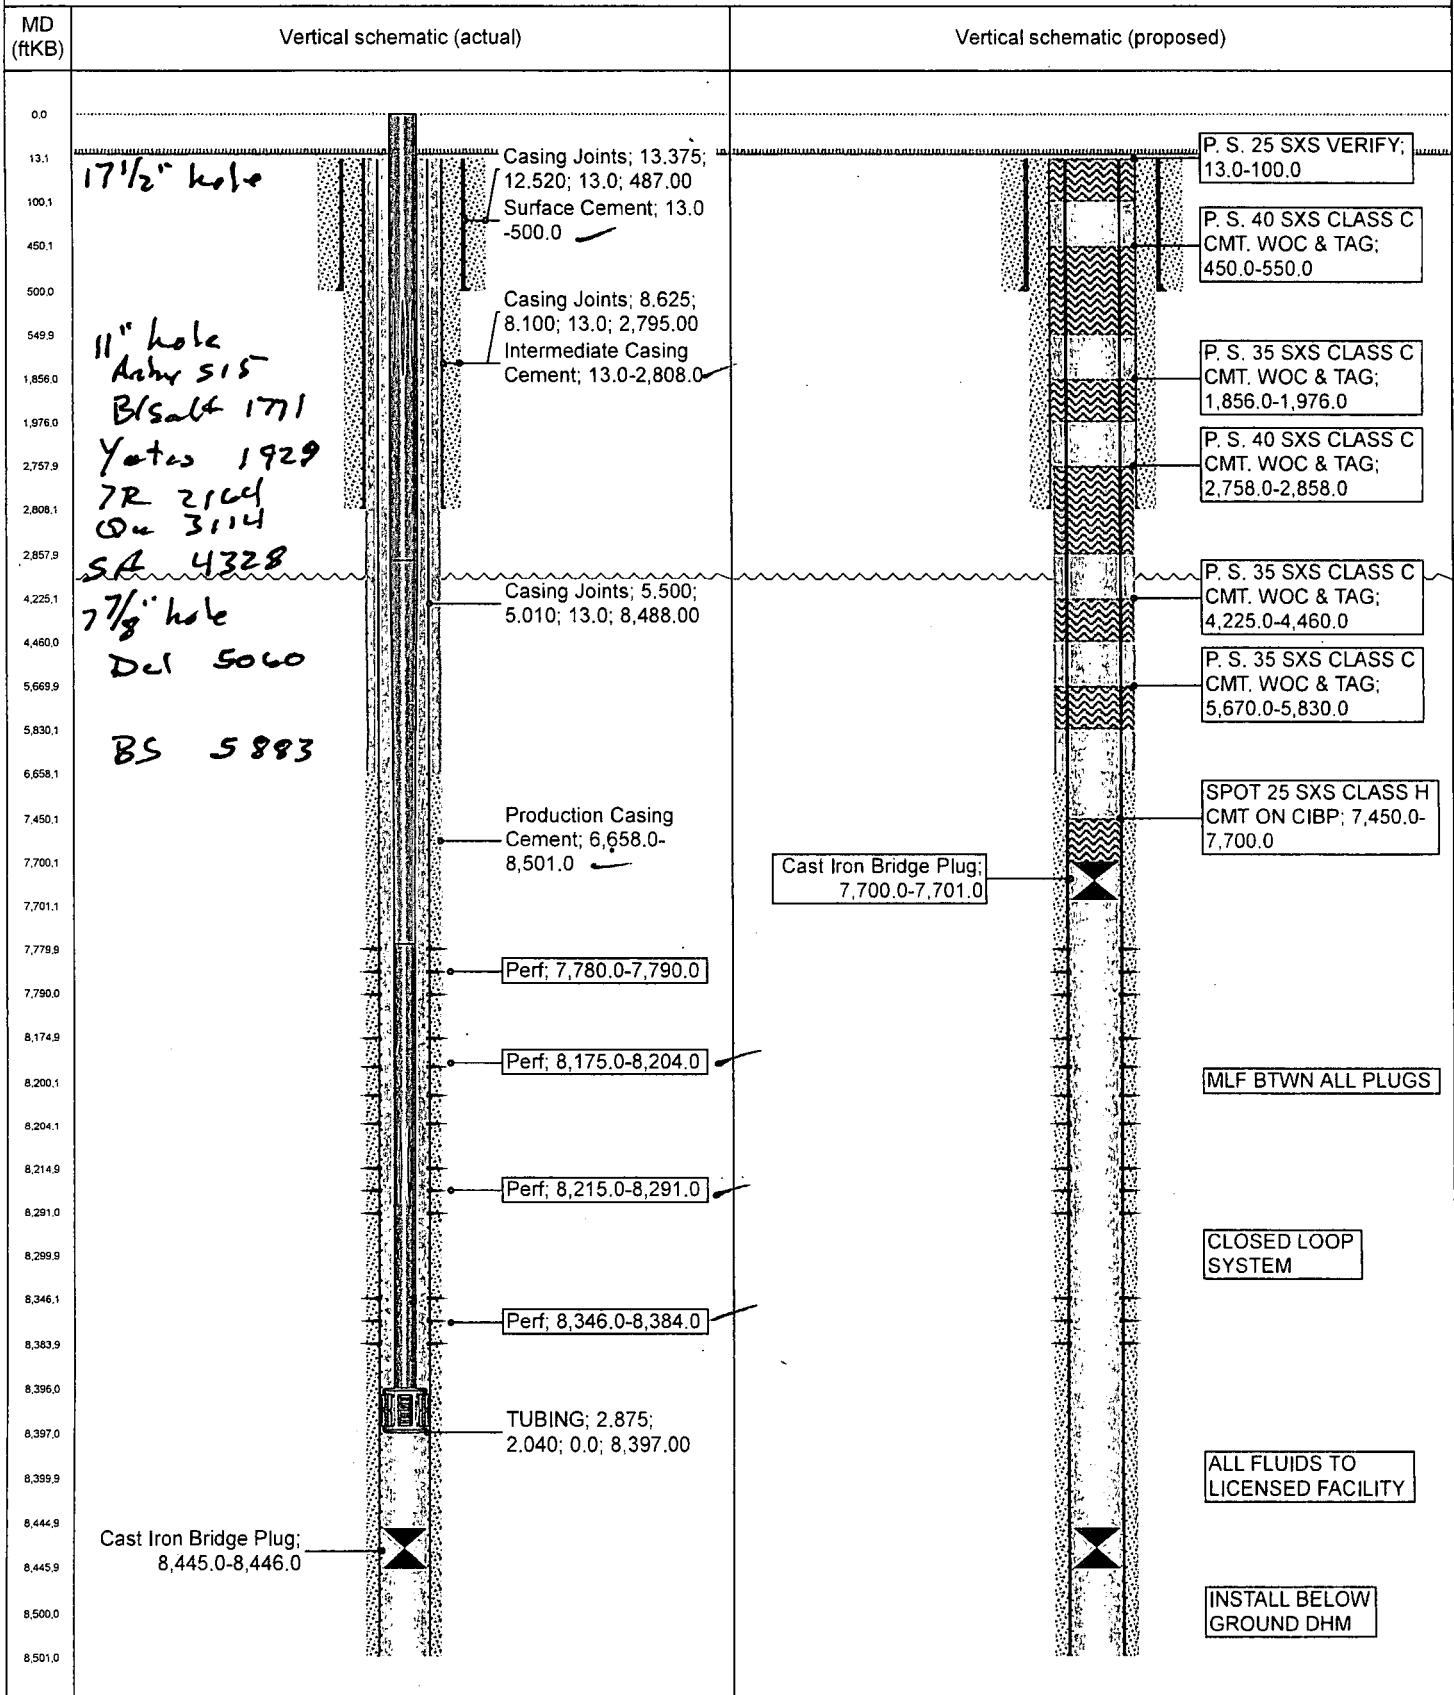 MD
(ftKB)
Vertical schematic (actual)
Vertical schematic (proposed)
0.0
13.1
100.1
450.1
500.0
549.9
1,856.0
1,976.0
2,757.9
2,808.1
2,857.9
4,225.1
4,460.0
5,669.9
5,830.1
6,658.1
7,450.1
7,700.1
7,701.1
7,779.9
7,790.0
8,174.9
8,200.1
8,204.1
8,214.9
8,291.0
8,299.9
8,346.1
8,383.9
8,396.0
8,397.0
8,399.9
8,444.9
8,445.9
8,500.0
8,501.0
17 1/2" hole
11" hole
515
B/Salt 1771
Yates 1929
7R 2164
Qu 3114
SA 4328
7 7/8" hole
Del 5060
BS 5883
Casing Joints; 13.375;
12.520; 13.0; 487.00
Surface Cement; 13.0
-500.0
Casing Joints; 8.625;
8.100; 13.0; 2,795.00
Intermediate Casing
Cement; 13.0-2,808.0
Casing Joints; 5.500;
5.010; 13.0; 8,488.00
Production Casing
Cement; 6,658.0-
8,501.0
Perf; 7,780.0-7,790.0
Perf; 8,175.0-8,204.0
Perf; 8,215.0-8,291.0
Perf; 8,346.0-8,384.0
TUBING; 2.875;
2.040; 0.0; 8,397.00
Cast Iron Bridge Plug;
8,445.0-8,446.0
P. S. 25 SXS VERIFY;
13.0-100.0
P. S. 40 SXS CLASS C
CMT. WOC & TAG;
450.0-550.0
P. S. 35 SXS CLASS C
CMT. WOC & TAG;
1,856.0-1,976.0
P. S. 40 SXS CLASS C
CMT. WOC & TAG;
2,758.0-2,858.0
P. S. 35 SXS CLASS C
CMT. WOC & TAG;
4,225.0-4,460.0
P. S. 35 SXS CLASS C
CMT. WOC & TAG;
5,670.0-5,830.0
SPOT 25 SXS CLASS H
CMT ON CIBP; 7,450.0-
7,700.0
Cast Iron Bridge Plug;
7,700.0-7,701.0
MLF BTWN ALL PLUGS
CLOSED LOOP
SYSTEM
ALL FLUIDS TO
LICENSED FACILITY
INSTALL BELOW
GROUND DHM